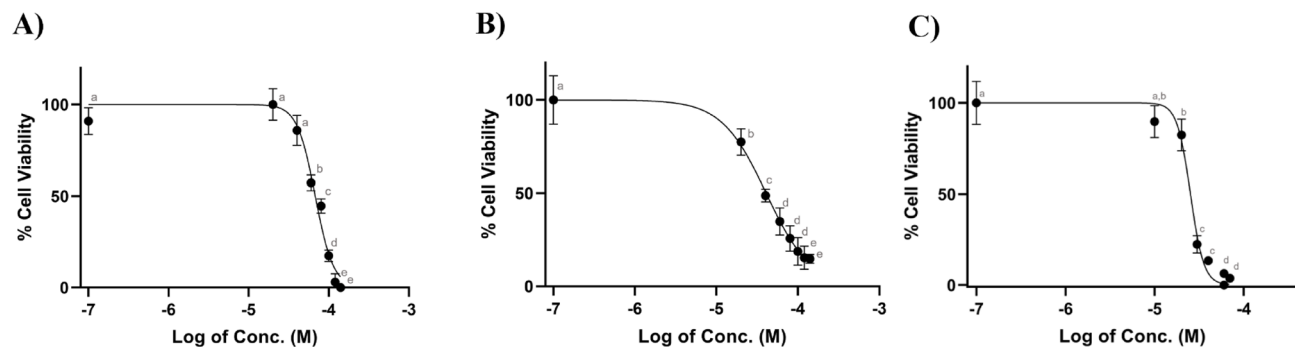 A)
% Cell Viability
100
50
0
a
a
a
b
c
d
e
e
-7
-6
-5
-4
-3
Log of Conc. (M)
B)
% Cell Viability
100
50
0
a
b
c
d
d
d
e
e
-7
-6
-5
-4
-3
Log of Conc. (M)
C)
% Cell Viability
100
50
0
a
a,b
b
c
c
d
d
-7
-6
-5
-4
Log of Conc. (M)